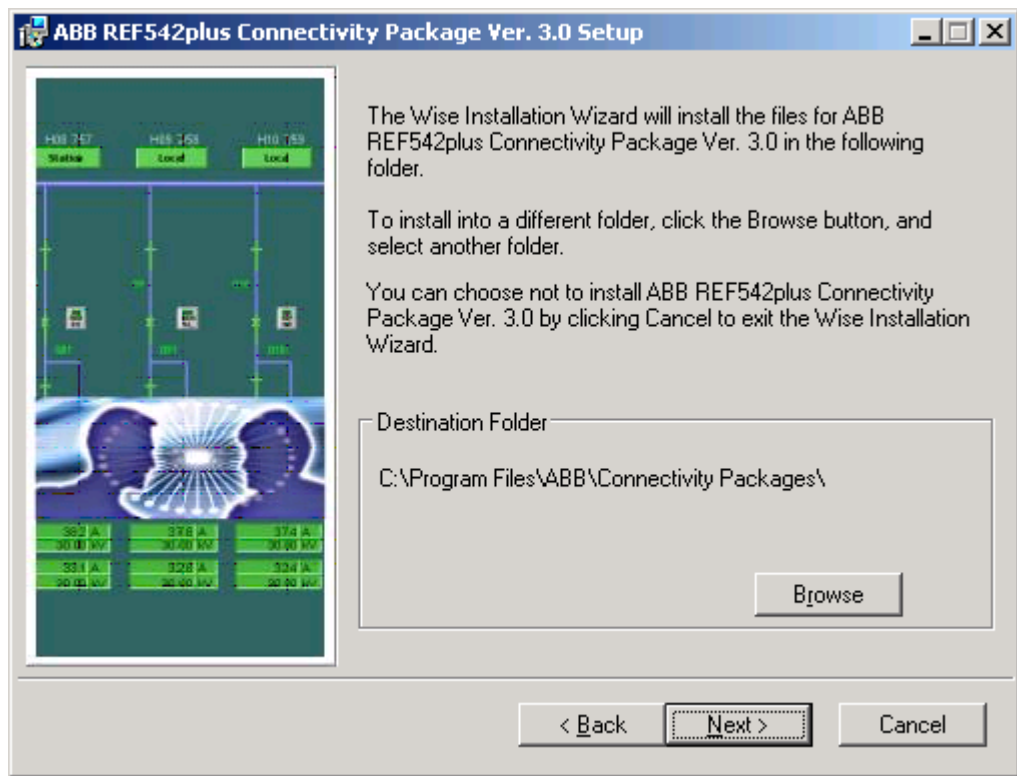 ABB REF542plus Connectivity Package Ver. 3.0 Setup
The Wise Installation Wizard will install the files for ABB
REF542plus Connectivity Package Ver. 3.0 in the following
folder.
To install into a different folder, click the Browse button, and
select another folder.
You can choose not to install ABB REF542plus Connectivity
Package Ver. 3.0 by clicking Cancel to exit the Wise Installation
Wizard.
Destination Folder
C:\Program Files\ABB\Connectivity Packages\
Browse
< Back Next > Cancel
Local Local
37.6 A 37.4 A